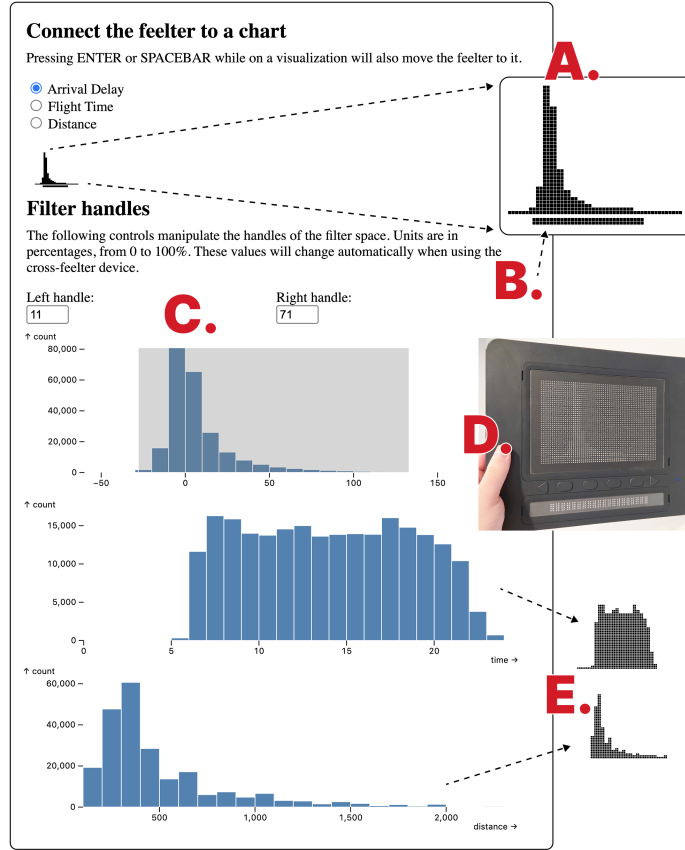 Connect the feelter to a chart
Pressing ENTER or SPACEBAR while on a visualization will also move the feelter to it.
A.
Arrival Delay
Flight Time
Distance
Filter handles
The following controls manipulate the handles of the filter space. Units are in
percentages, from 0 to 100%. These values will change automatically when using the
cross-feelter device.
B.
Left handle:
Right handle:
11
71
C.
↑ count
80,000
60,000
40,000
20,000
0
−50
0
50
100
150
D.
↑ count
15,000
10,000
5,000
0
0
5
10
15
20
time →
↑ count
60,000
40,000
20,000
0
500
1,000
1,500
2,000
distance →
E.